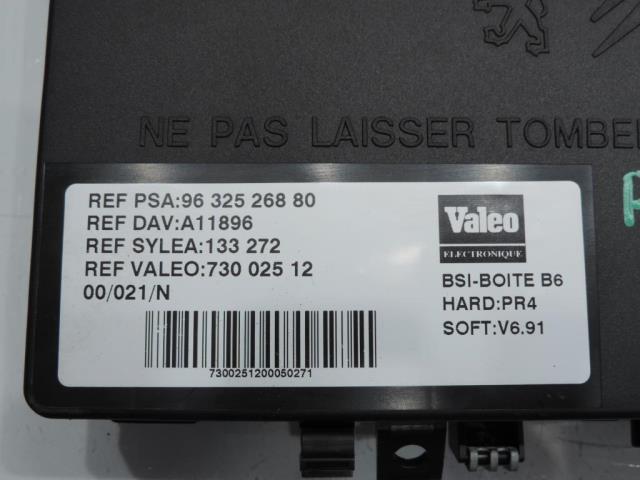 NE PAS LAISSER
REF PSA:96 325 268 80
REF DAV:A11896
REF SYLEA:133 272
REF VALEO:730 025 12
00/021/N
7300251200050271
Valeo
ELECTRONIQUE
BSI-BOITE B6
HARD:PR4
SOFT:V6.91